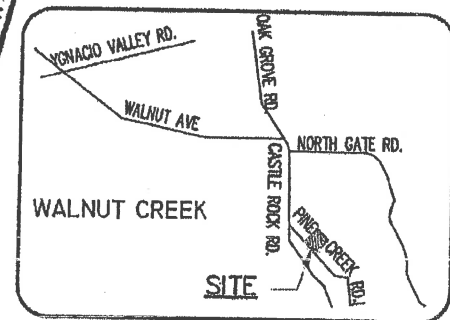 YGNACIO VALLEY RD.
OAK GROVE RD.
WALNUT AVE
NORTH GATE RD.
CASTLE ROCK RD.
WALNUT CREEK
PINE CREEK RD.
SITE